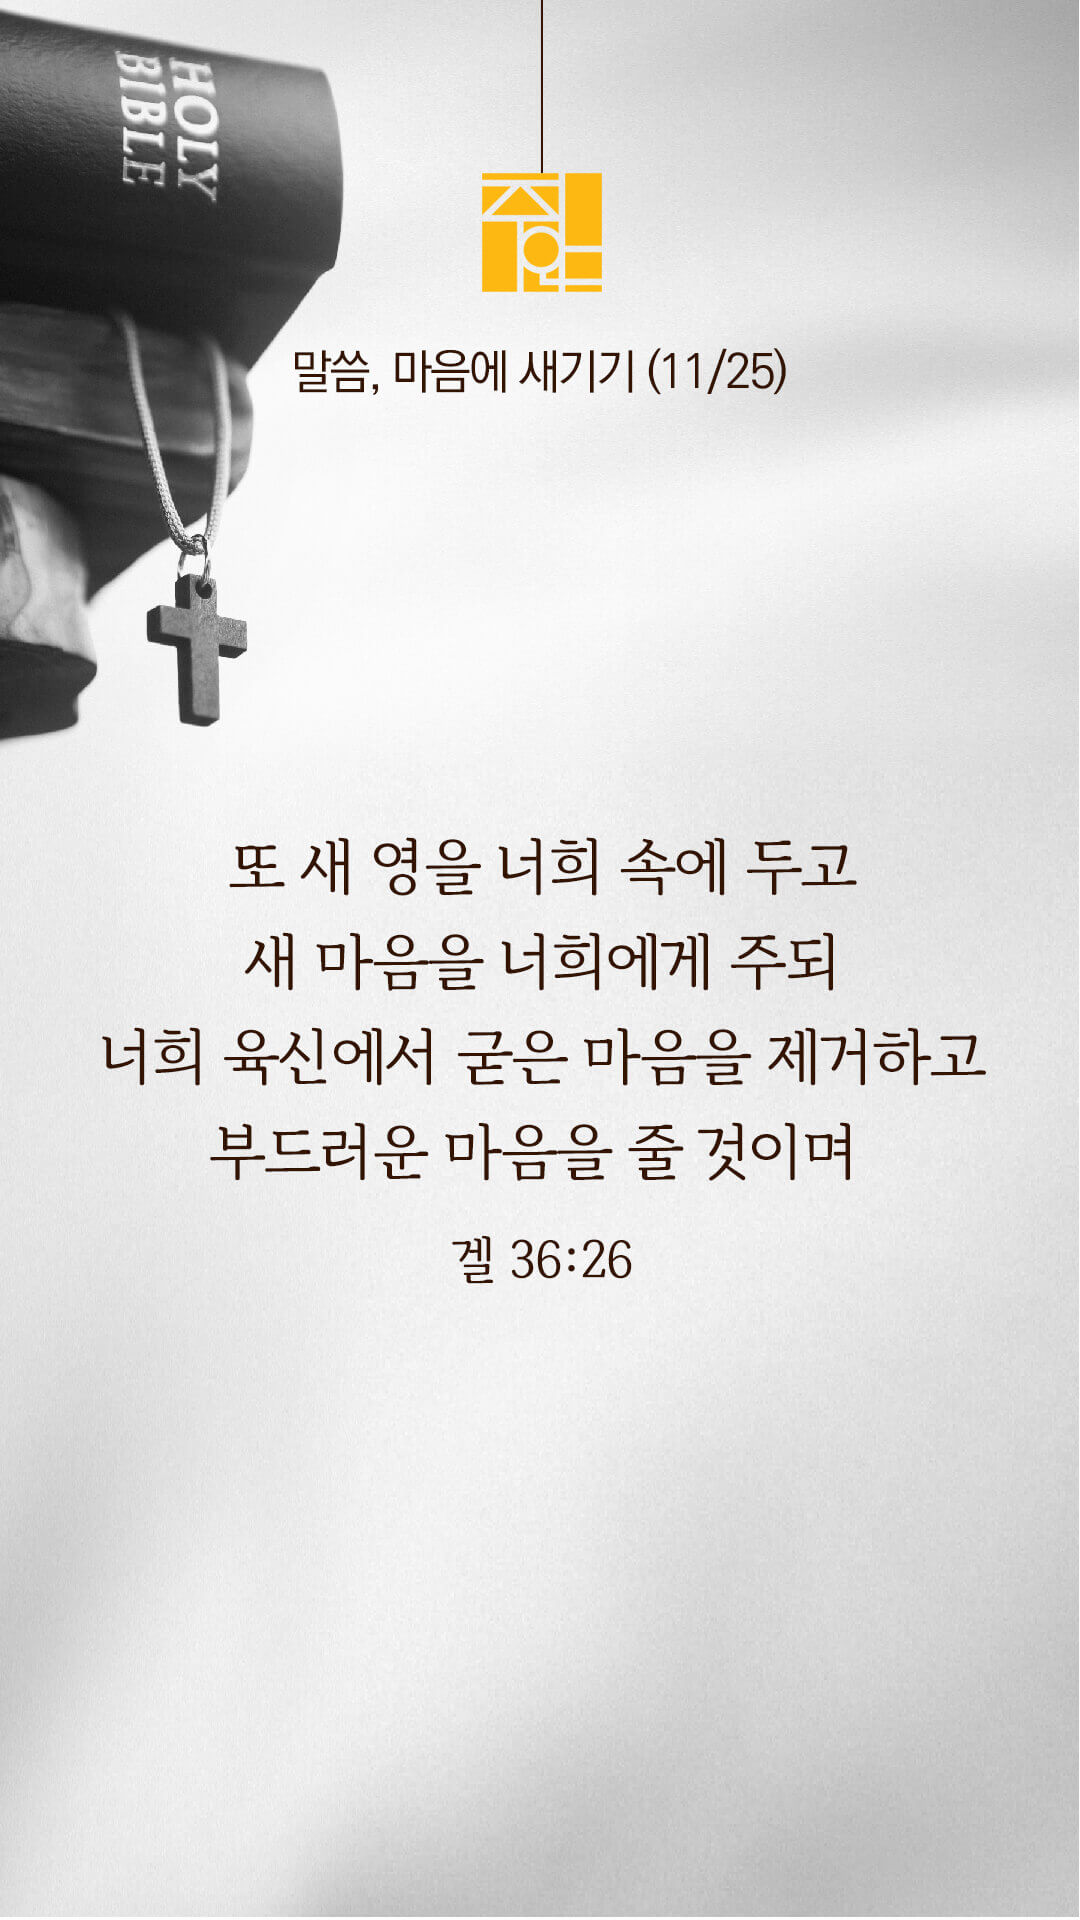 HOLY
BIBLE
말씀, 마음에 새기기 (11/25)
또 새 영을 너희 속에 두고
새 마음을 너희에게 주되
너희 육신에서 굳은 마음을 제거하고
부드러운 마음을 줄 것이며
겔 36:26